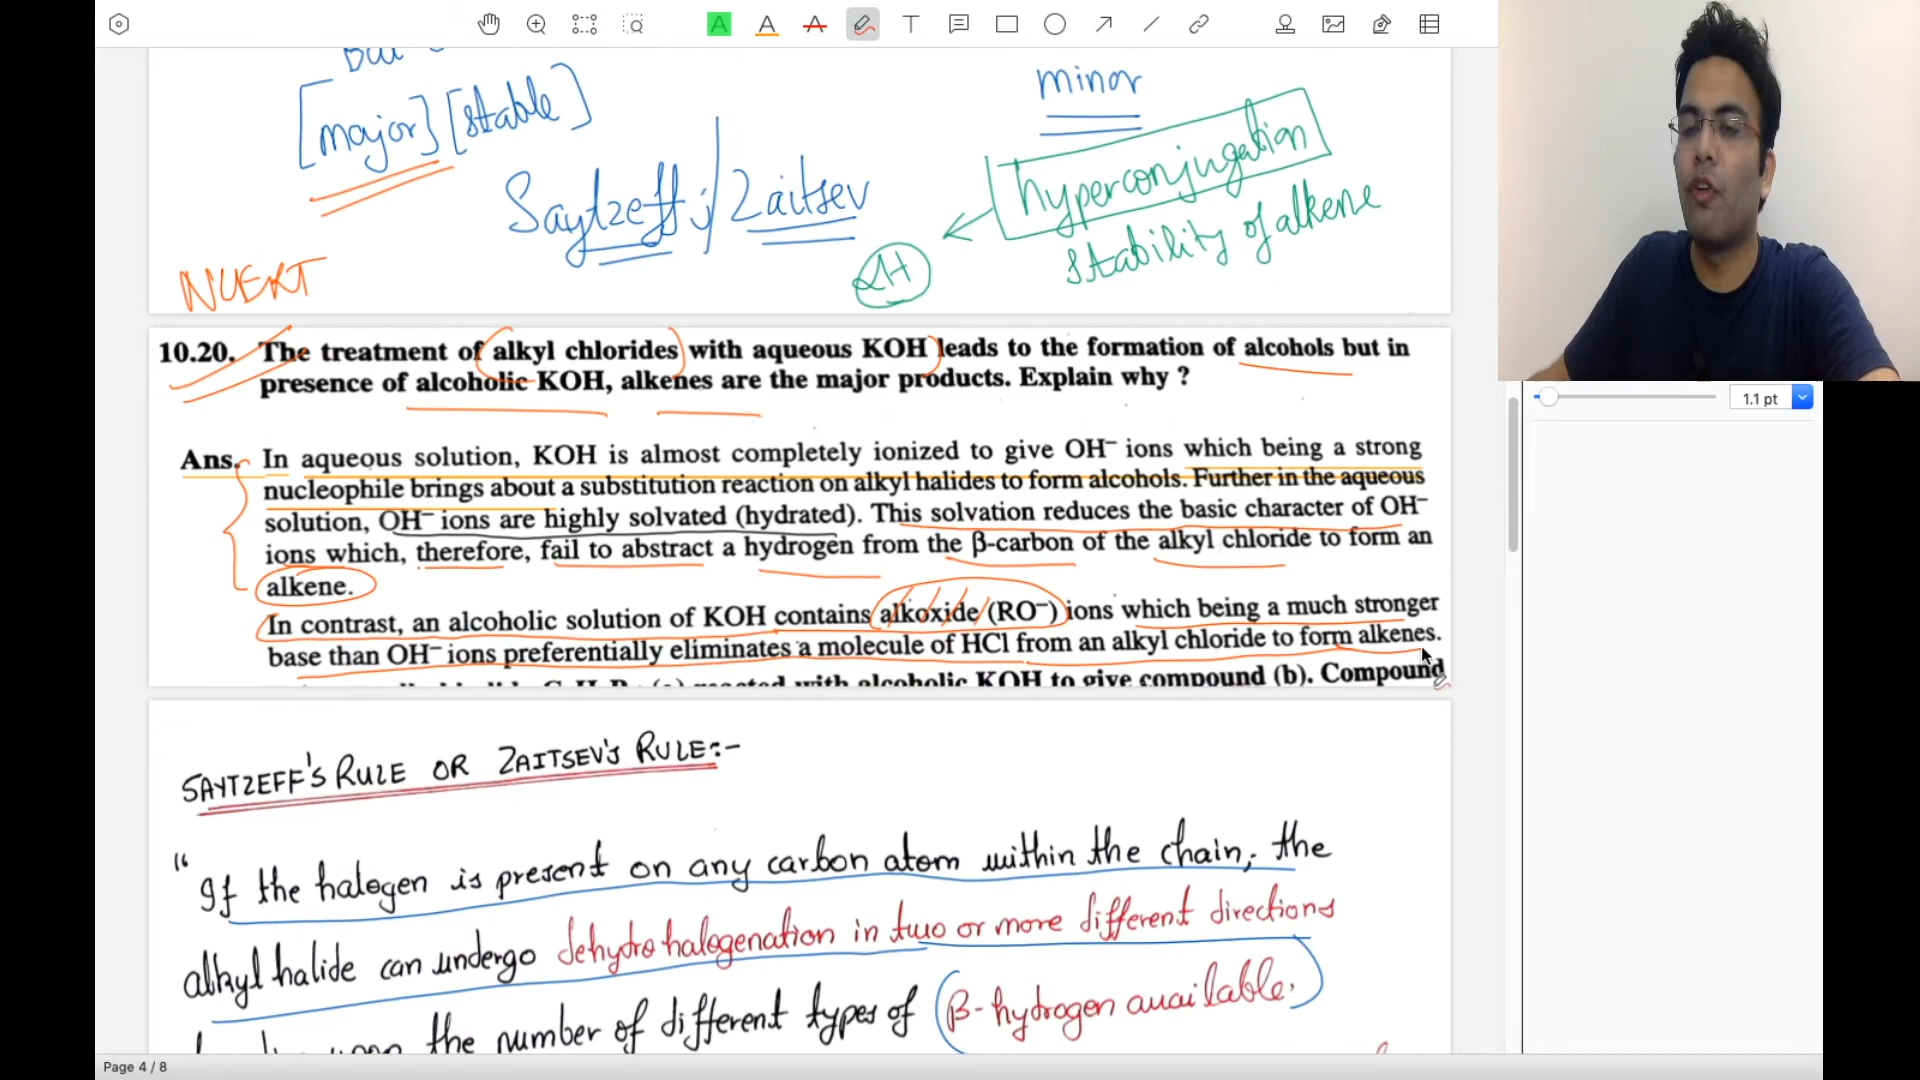 [major] [stable]
minor
hyperconjugation
Saytzeff ; / Zaitsev
stability of alkene
αH
NCERT
10.20. The treatment of alkyl chlorides with aqueous KOH leads to the formation of alcohols but in
presence of alcoholic KOH, alkenes are the major products. Explain why ?
Ans. In aqueous solution, KOH is almost completely ionized to give OH⁻ ions which being a strong
nucleophile brings about a substitution reaction on alkyl halides to form alcohols. Further in the aqueous
solution, OH⁻ ions are highly solvated (hydrated). This solvation reduces the basic character of OH⁻
ions which, therefore, fail to abstract a hydrogen from the β-carbon of the alkyl chloride to form an
alkene.
In contrast, an alcoholic solution of KOH contains alkoxide (RO⁻) ions which being a much stronger
base than OH⁻ ions preferentially eliminates a molecule of HCl from an alkyl chloride to form alkenes.
with alcoholic KOH to give compound (b). Compound
SAYTZEFF'S RULE OR ZAITSEV'S RULE:-
"If the halogen is present on any carbon atom within the chain, the
alkyl halide can undergo dehydrohalogenation in two or more different directions
the number of different types of β-hydrogen available.
1.1 pt
Page 4 / 8